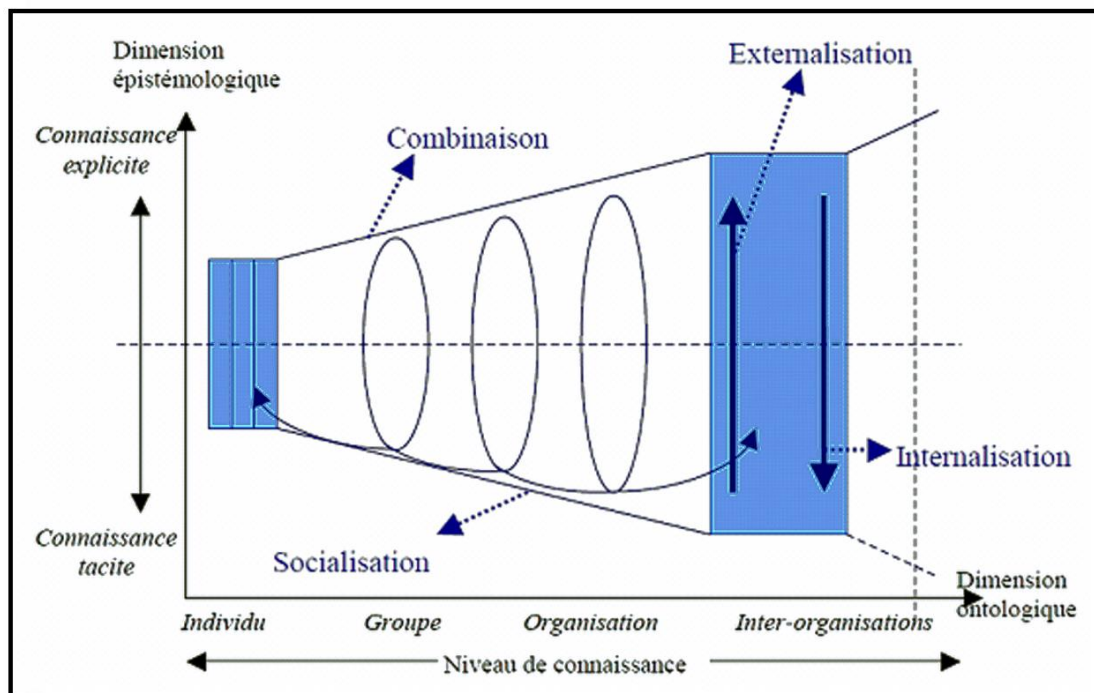 Dimension
épistémologique
Externalisation
Connaissance
explicite
Combinaison
Internalisation
Connaissance
tacite
Socialisation
Dimension
ontologique
Individu
Groupe
Organisation
Inter-organisations
Niveau de connaissance